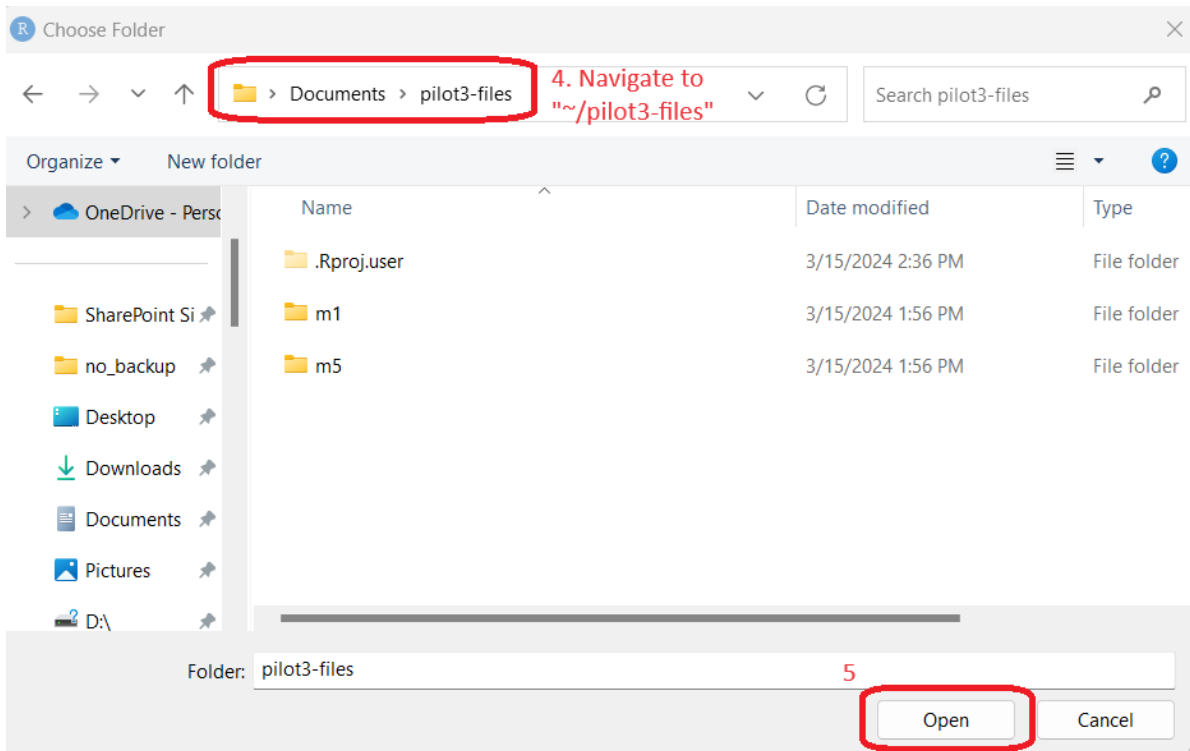 R Choose Folder
Documents > pilot3-files
4. Navigate to
"~/pilot3-files"
Search pilot3-files
Organize New folder
?
OneDrive - Perso
Name Date modified Type
.Rproj.user 3/15/2024 2:36 PM File folder
SharePoint Si
m1 3/15/2024 1:56 PM File folder
no_backup
m5 3/15/2024 1:56 PM File folder
Desktop
Downloads
Documents
Pictures
D:\
Folder: pilot3-files
5
Open Cancel